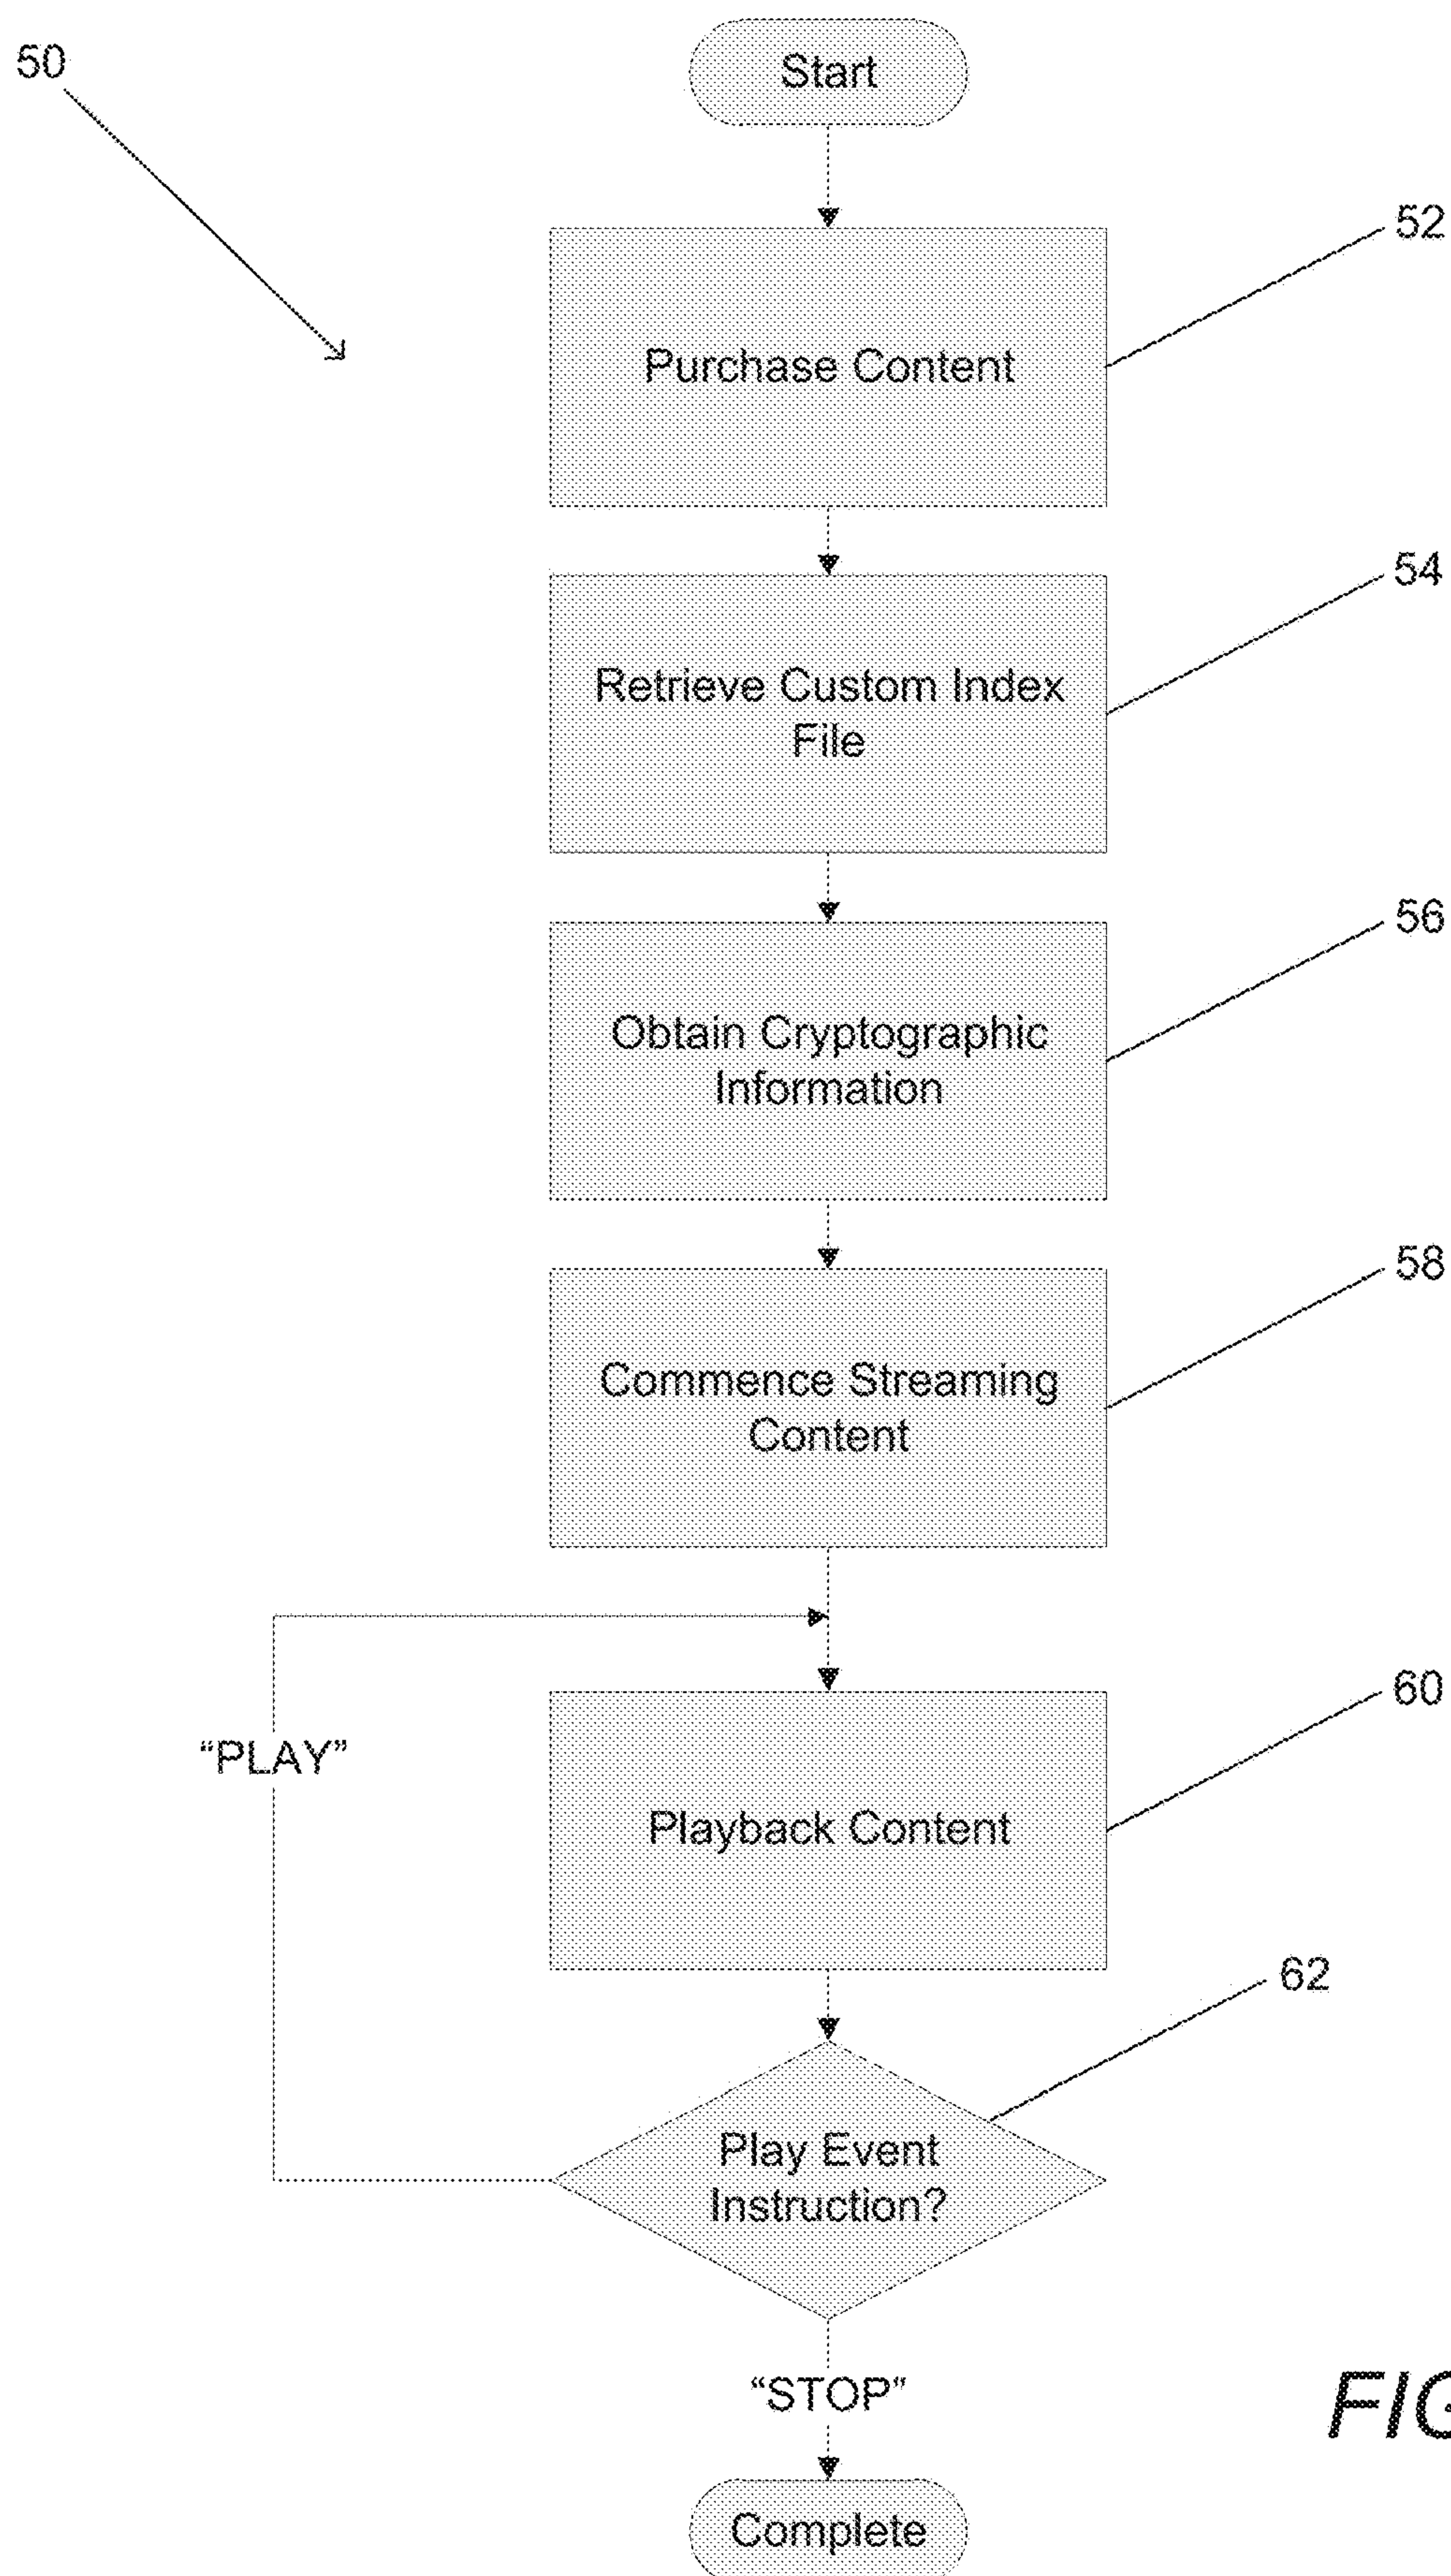 50
Start
52
Purchase Content
54
Retrieve Custom Index
File
56
Obtain Cryptographic
Information
58
Commence Streaming
Content
60
“PLAY”
Playback Content
62
Play Event
Instruction?
“STOP”
FIG
Complete